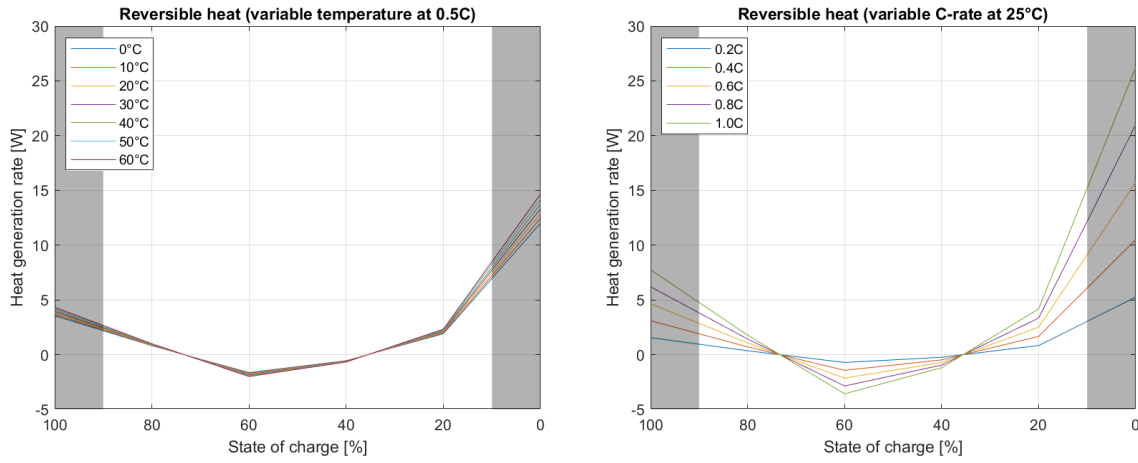 Reversible heat (variable temperature at 0.5C)
30
25
20
15
10
5
0
-5
Heat generation rate [W]
0°C
10°C
20°C
30°C
40°C
50°C
60°C
100 80 60 40 20 0
State of charge [%]
Reversible heat (variable C-rate at 25°C)
30
25
20
15
10
5
0
-5
Heat generation rate [W]
0.2C
0.4C
0.6C
0.8C
1.0C
100 80 60 40 20 0
State of charge [%]